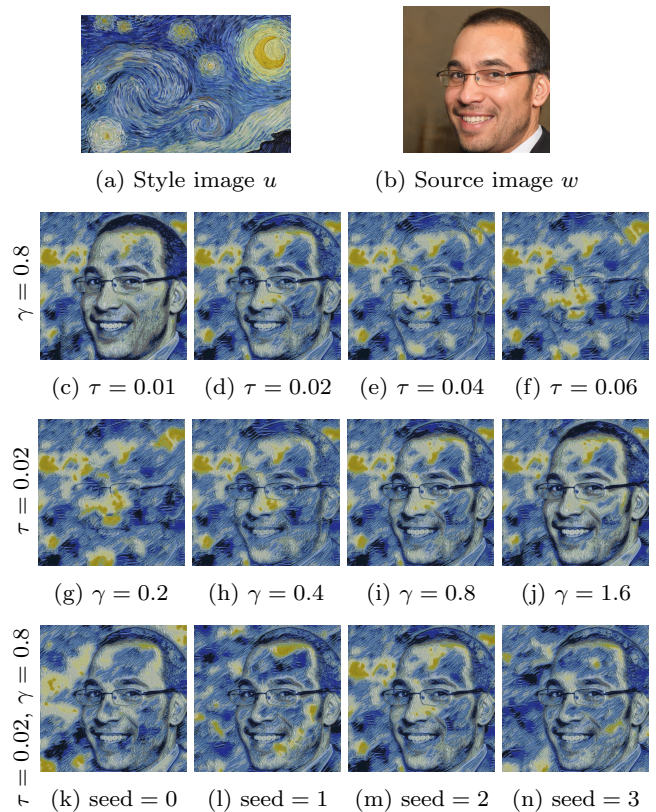 (a) Style image u
(b) Source image w
γ = 0.8
(c) τ = 0.01
(d) τ = 0.02
(e) τ = 0.04
(f) τ = 0.06
τ = 0.02
(g) γ = 0.2
(h) γ = 0.4
(i) γ = 0.8
(j) γ = 1.6
τ = 0.02, γ = 0.8
(k) seed = 0
(l) seed = 1
(m) seed = 2
(n) seed = 3